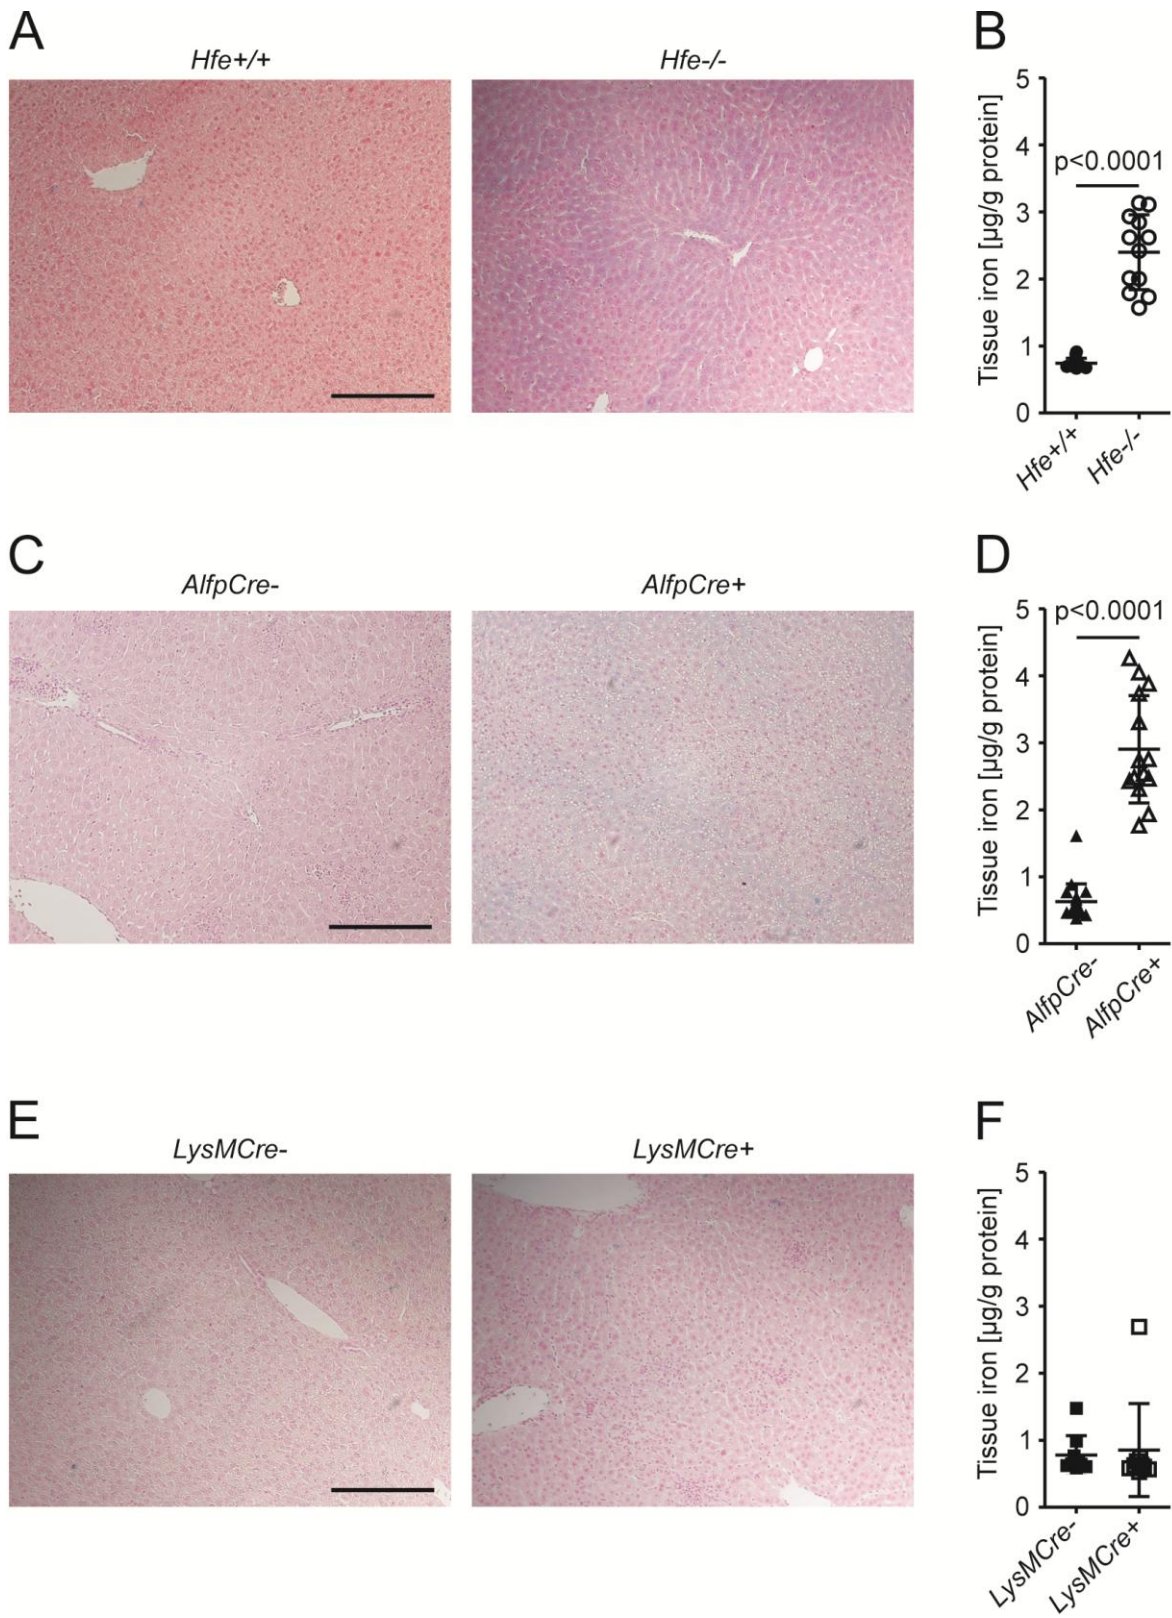 A
Hfe+/+
Hfe-/-
B
5
4
3
2
1
0
p<0.0001
Tissue iron [µg/g protein]
Hfe+/+
Hfe-/-
C
AlfpCre-
AlfpCre+
D
5
4
3
2
1
0
p<0.0001
Tissue iron [µg/g protein]
AlfpCre-
AlfpCre+
E
LysMCre-
LysMCre+
F
5
4
3
2
1
0
Tissue iron [µg/g protein]
LysMCre-
LysMCre+